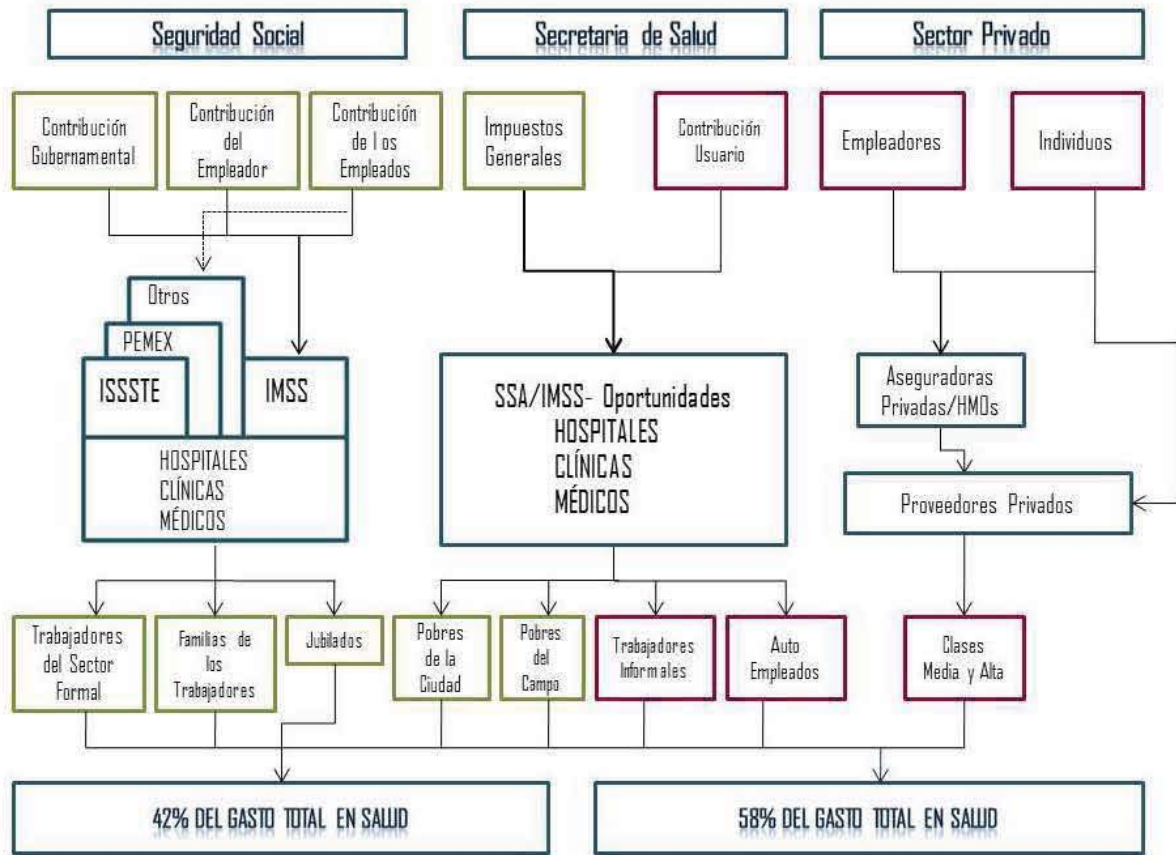 Seguridad Social
Secretaria de Salud
Sector Privado
Contribución
Gubernamental
Contribución
del
Empleador
Contribución
de los
Empleados
Impuestos
Generales
Contribución
Usuario
Empleadores
Individuos
Otros
PEMEX
ISSSTE
IMSS
HOSPITALES
CLÍNICAS
MÉDICOS
SSA/IMSS- Oportunidades
HOSPITALES
CLÍNICAS
MÉDICOS
Aseguradoras
Privadas/HMOs
Proveedores Privados
Trabajadores
del Sector
Formal
Familias de
los
Trabajadores
Jubilados
Pobres
de la
Ciudad
Pobres
del
Campo
Trabajadores
Informales
Auto
Empleados
Clases
Media y Alta
42% DEL GASTO TOTAL EN SALUD
58% DEL GASTO TOTAL EN SALUD